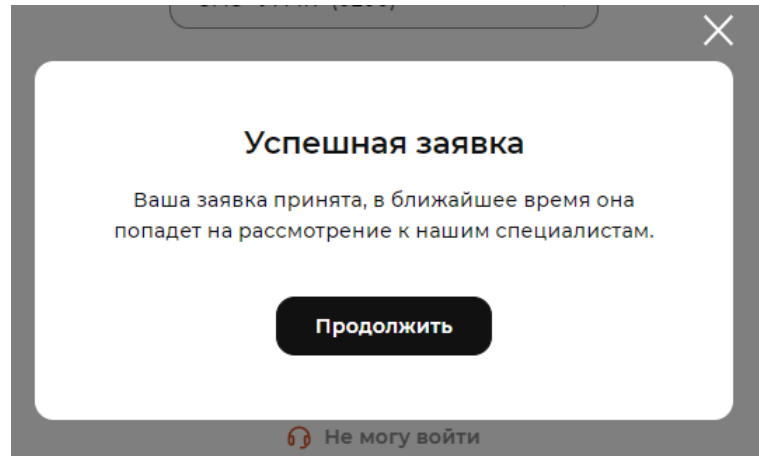 Успешная заявка
Ваша заявка принята, в ближайшее время она
попадет на рассмотрение к нашим специалистам.
Продолжить
Не могу войти